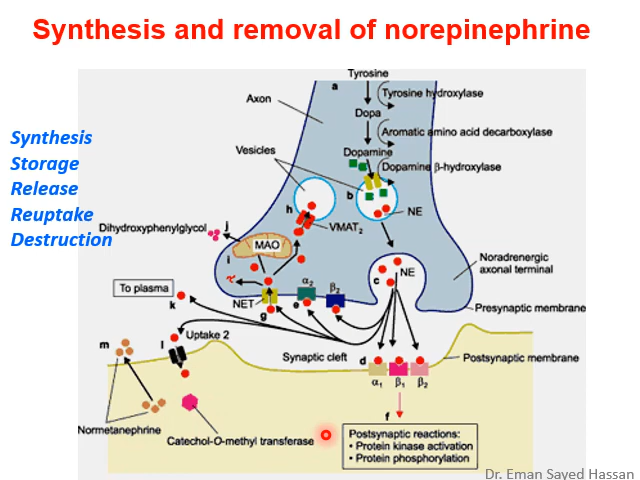 Synthesis and removal of norepinephrine
Synthesis
Storage
Release
Reuptake
Destruction
a
Tyrosine
Tyrosine hydroxylase
Axon
Dopa
Aromatic amino acid decarboxylase
Vesicles
Dopamine
Dopamine β-hydroxylase
b
h
NE
VMAT2
Dihydroxyphenylglycol
j
MAO
i
Noradrenergic
axonal terminal
NE
c
To plasma
k
NET
g
α2
e
β2
Presynaptic membrane
m
l
Uptake 2
Synaptic cleft
d
Postsynaptic membrane
α1
β1
β2
f
Normetanephrine
Catechol-O-methyl transferase
Postsynaptic reactions:
• Protein kinase activation
• Protein phosphorylation
Dr. Eman Sayed Hassan